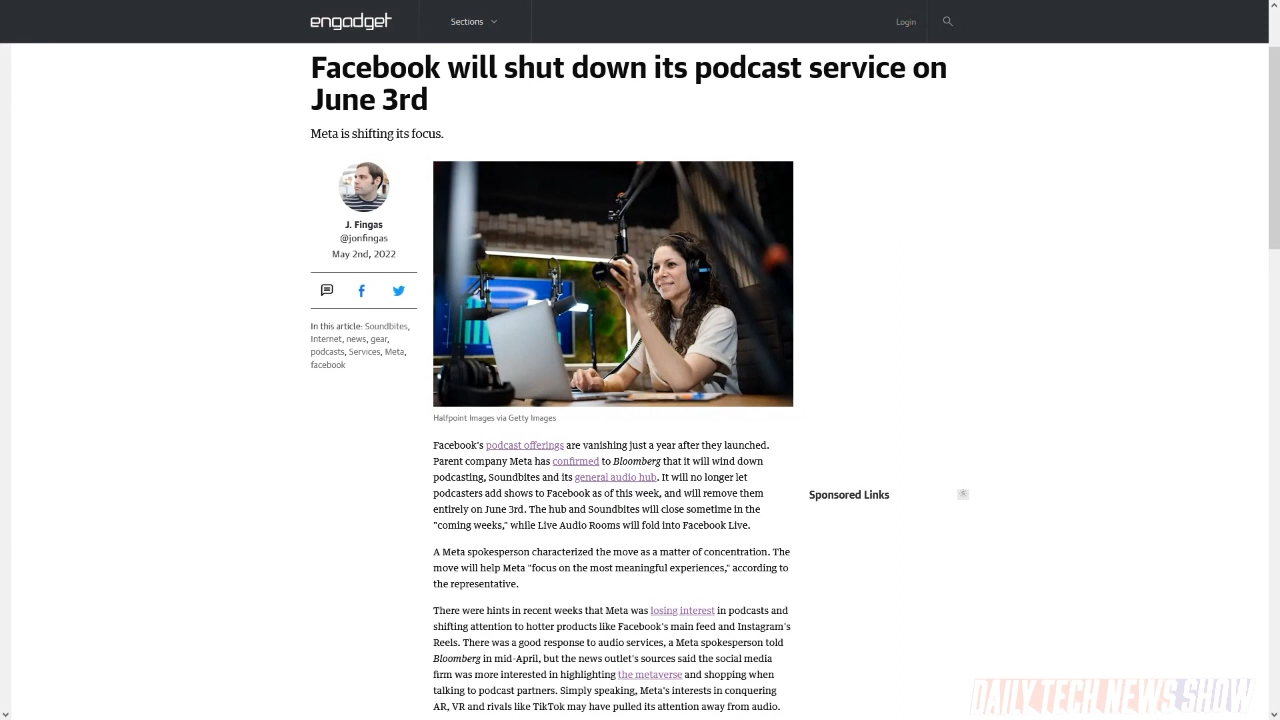 engadget
Sections
Login
Facebook will shut down its podcast service on
June 3rd
Meta is shifting its focus.
J. Fingas
@jonfingas
May 2nd, 2022
In this article: Soundbites,
Internet, news, gear,
podcasts, Services, Meta,
facebook
Halfpoint Images via Getty Images
Facebook's podcast offerings are vanishing just a year after they launched.
Parent company Meta has confirmed to Bloomberg that it will wind down
podcasting, Soundbites and its general audio hub. It will no longer let
podcasters add shows to Facebook as of this week, and will remove them
entirely on June 3rd. The hub and Soundbites will close sometime in the
"coming weeks," while Live Audio Rooms will fold into Facebook Live.
A Meta spokesperson characterized the move as a matter of concentration. The
move will help Meta "focus on the most meaningful experiences," according to
the representative.
There were hints in recent weeks that Meta was losing interest in podcasts and
shifting attention to hotter products like Facebook's main feed and Instagram's
Reels. There was a good response to audio services, a Meta spokesperson told
Bloomberg in mid-April, but the news outlet's sources said the social media
firm was more interested in highlighting the metaverse and shopping when
talking to podcast partners. Simply speaking, Meta's interests in conquering
AR, VR and rivals like TikTok may have pulled its attention away from audio.
Sponsored Links
DAILY TECH NEWS SHOW